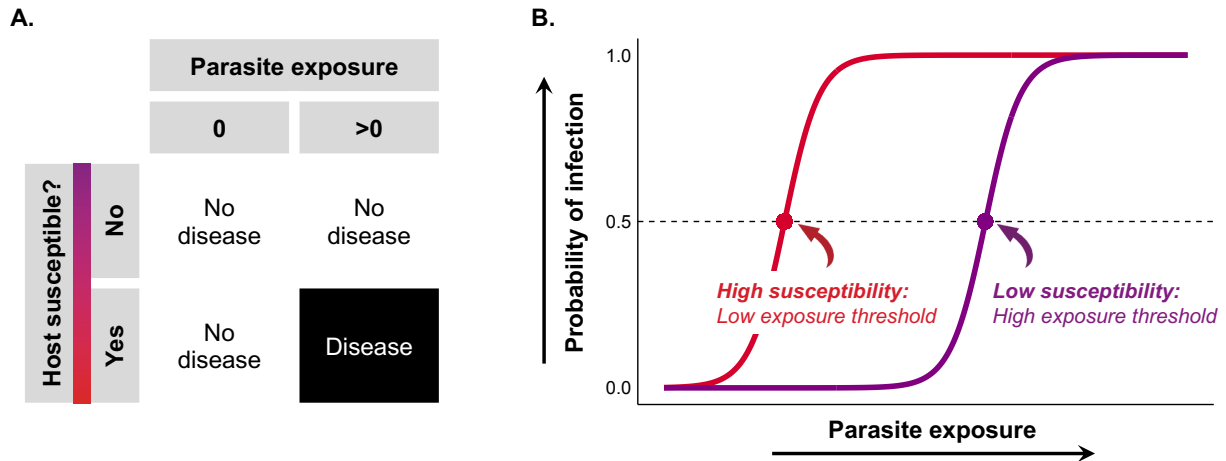 A.
Parasite exposure
0
>0
Host susceptible?
No
No
disease
No
disease
Yes
No
disease
Disease
B.
Probability of infection
1.0
0.5
0.0
High susceptibility:
Low exposure threshold
Low susceptibility:
High exposure threshold
Parasite exposure